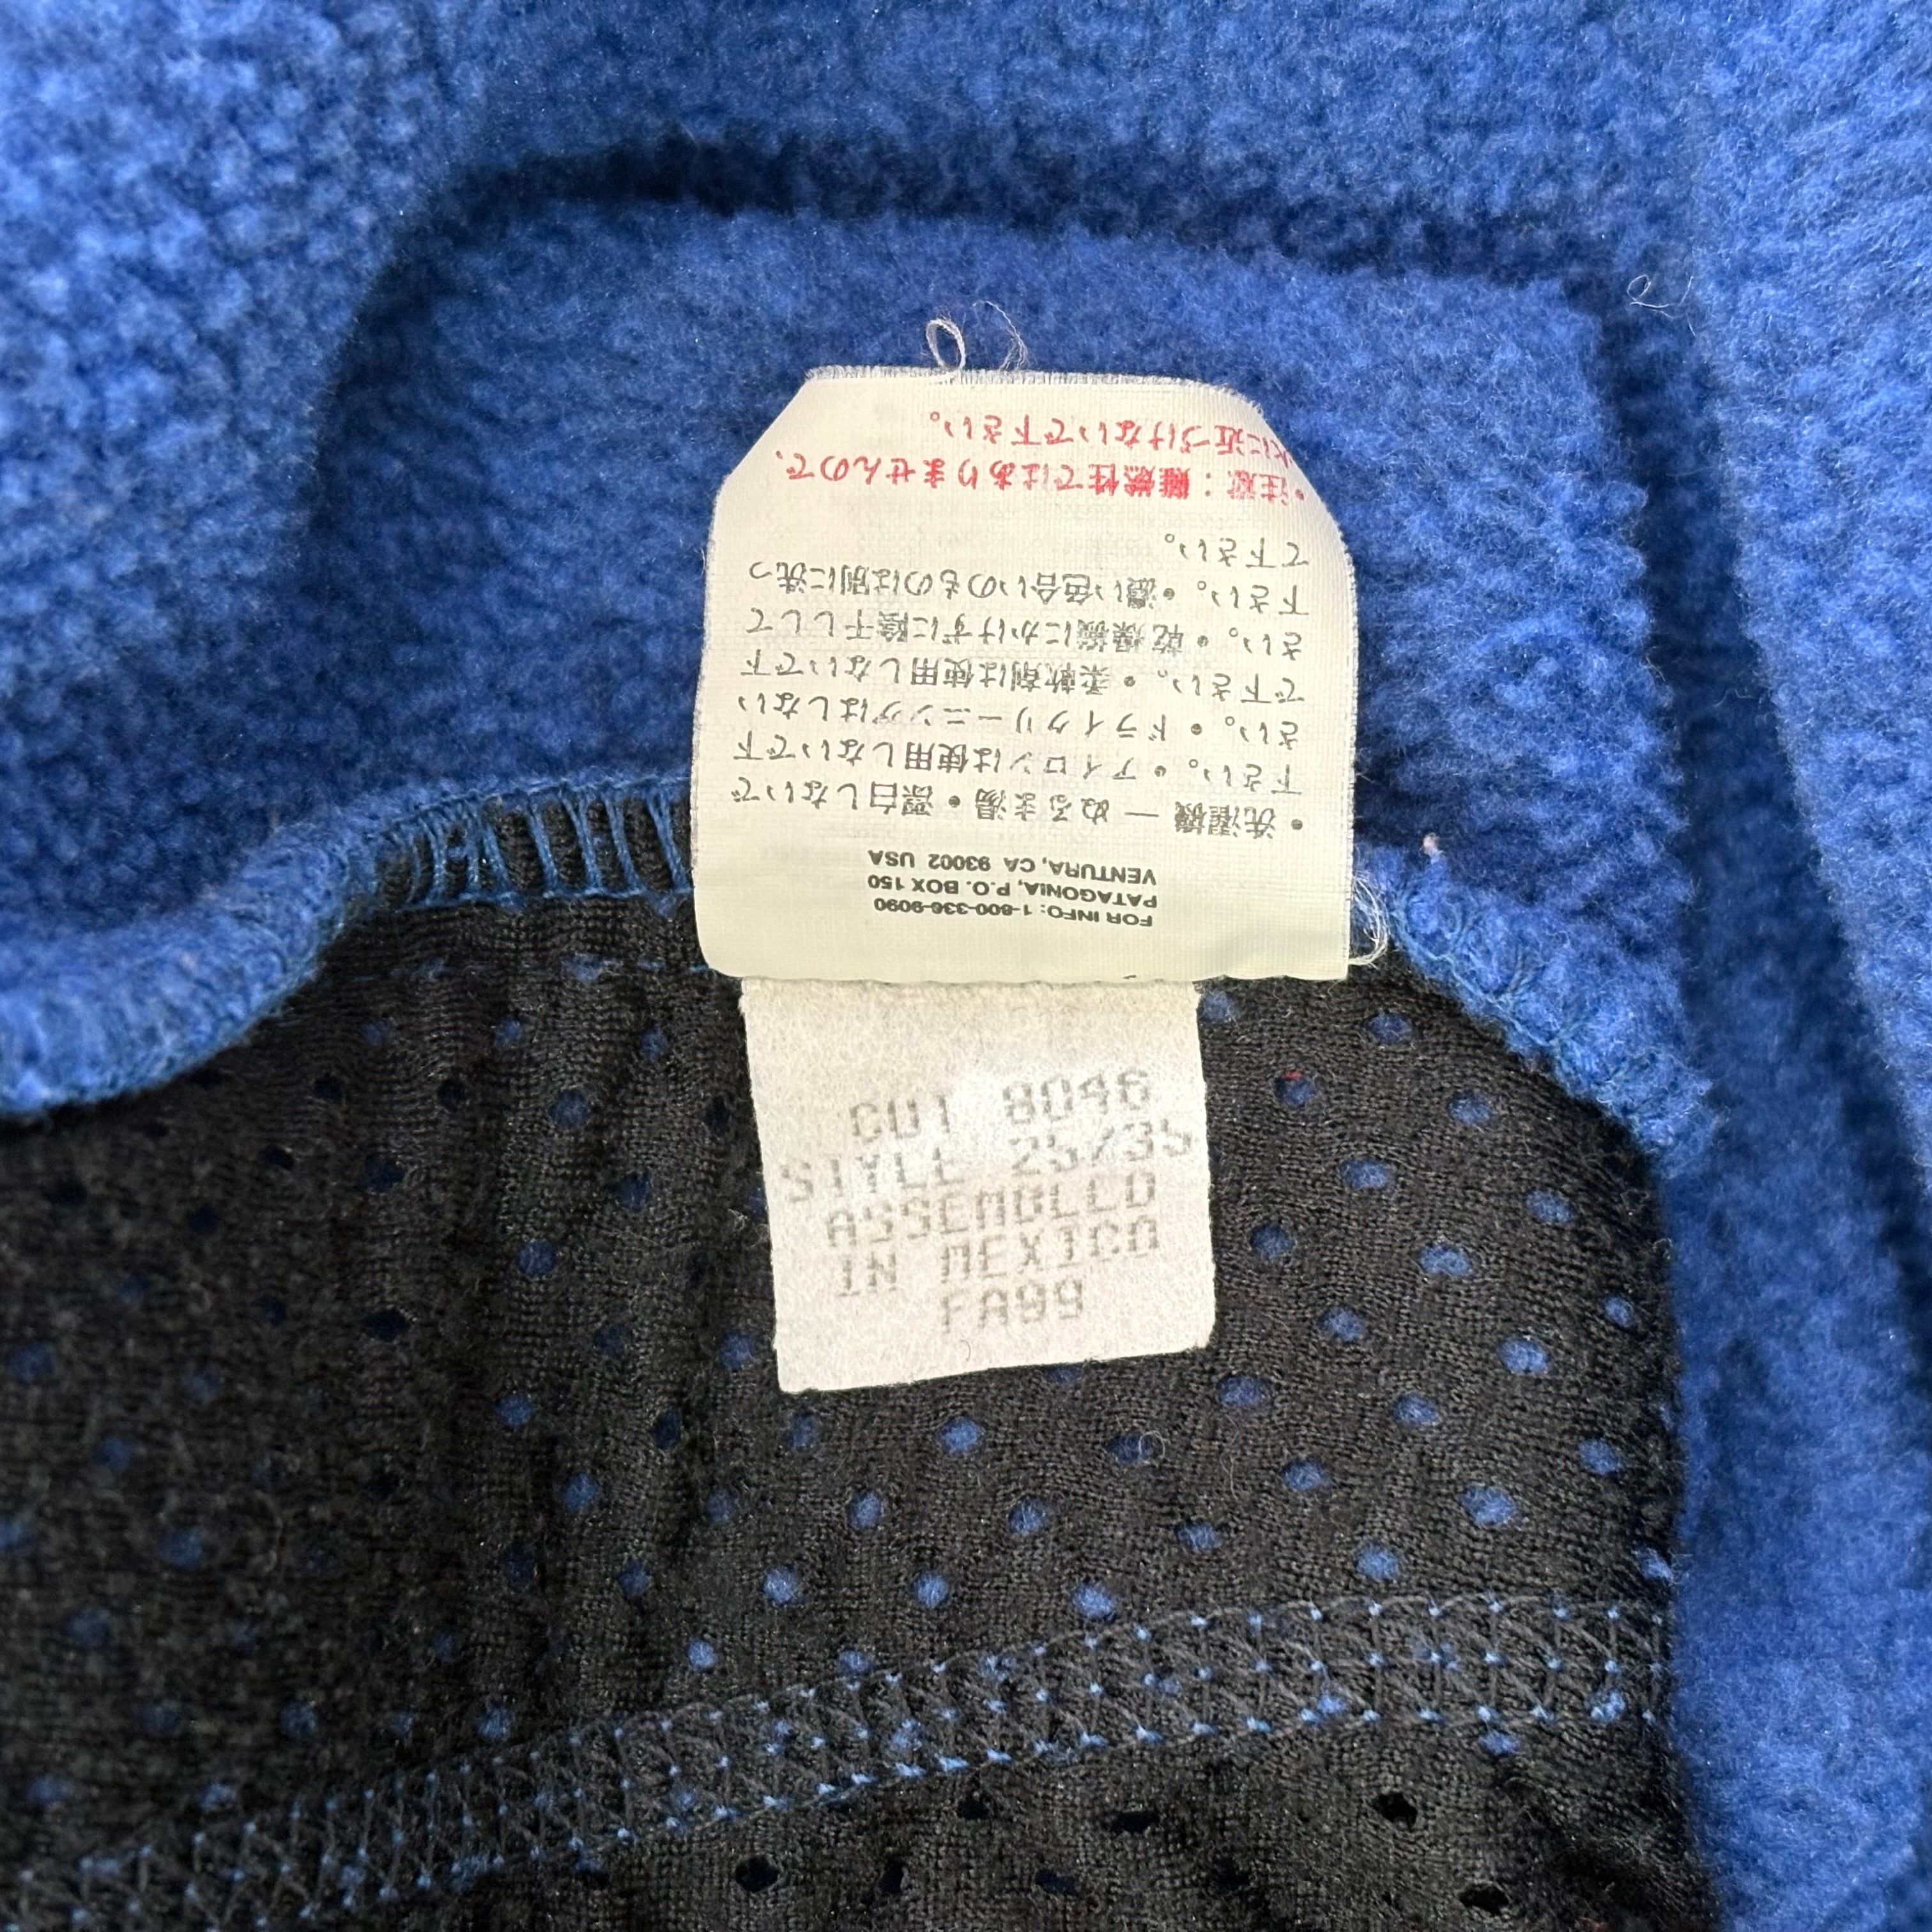 FOR INFO: 1-800-336-9090
PATAGONIA, P.O. BOX 150
VENTURA, CA 93002 USA
•洗濯機 — ぬるま湯 • 漂白しないで
下さい。• アイロンは使用しないで下
さい。• ドライクリーニングはしない
で下さい。• 柔軟剤は使用しないで下
さい。• 乾燥機にかけずに陰干しして
下さい。• 濃い色合いのものは別に洗っ
て下さい。
•注意：難燃性ではありませんので、
火に近づけないで下さい。
CUT 8046
STYLE 25735
ASSEMBLED
IN MEXICO
FA99